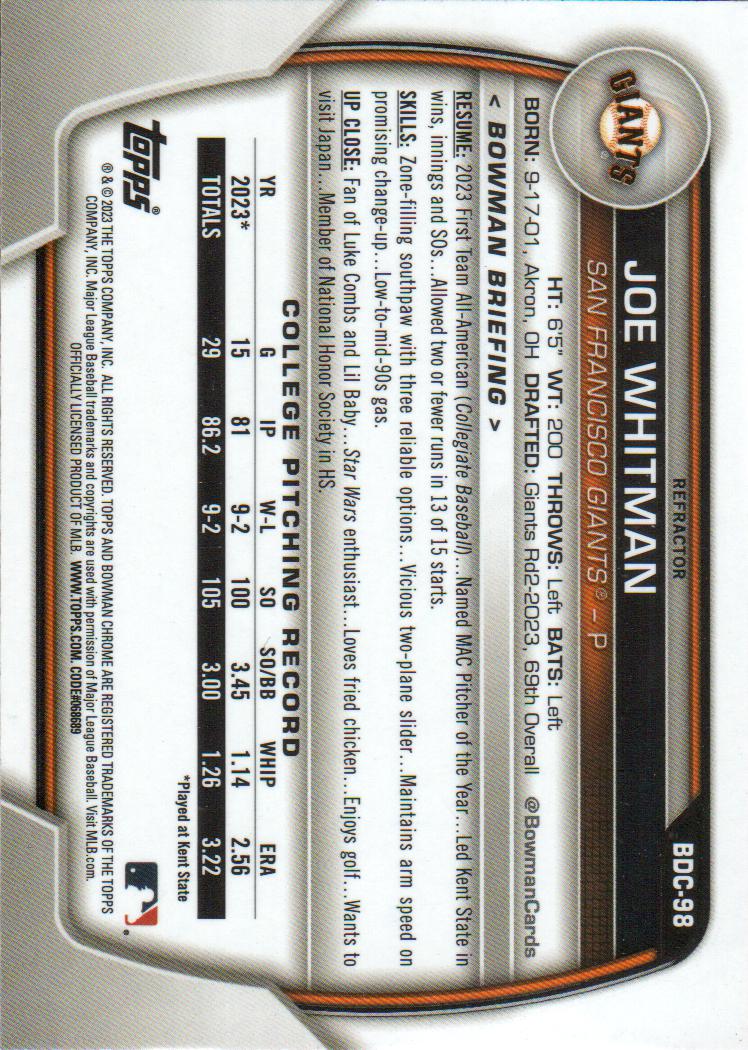 REFRACTOR
BDC-98
JOE WHITMAN
SAN FRANCISCO GIANTS® – P
GIANTS
®
HT: 6'5" WT: 200 THROWS: Left BATS: Left
BORN: 9-17-01, Akron, OH DRAFTED: Giants Rd2-2023, 69th Overall @BowmanCards
< BOWMAN BRIEFING >
RESUME: 2023 First Team All-American (Collegiate Baseball)...Named MAC Pitcher of the Year...Led Kent State in
wins, innings and SOs...Allowed two or fewer runs in 13 of 15 starts.
SKILLS: Zone-filling southpaw with three reliable options...Vicious two-plane slider...Maintains arm speed on
promising change-up...Low-to-mid-90s gas.
UP CLOSE: Fan of Luke Combs and Lil Baby...Star Wars enthusiast...Loves fried chicken...Enjoys golf...Wants to
visit Japan...Member of National Honor Society in HS.
COLLEGE PITCHING RECORD
YR G IP W-L SO SO/BB WHIP ERA
2023* 15 81 9-2 100 3.45 1.14 2.56
TOTALS 29 86.2 9-2 105 3.00 1.26 3.22
*Played at Kent State
topps®
®
® & © 2023 THE TOPPS COMPANY, INC. ALL RIGHTS RESERVED. TOPPS AND BOWMAN CHROME ARE REGISTERED TRADEMARKS OF THE TOPPS
COMPANY, INC. Major League Baseball trademarks and copyrights are used with permission of Major League Baseball. Visit MLB.com.
OFFICIALLY LICENSED PRODUCT OF MLB. WWW.TOPPS.COM. CODE#068689